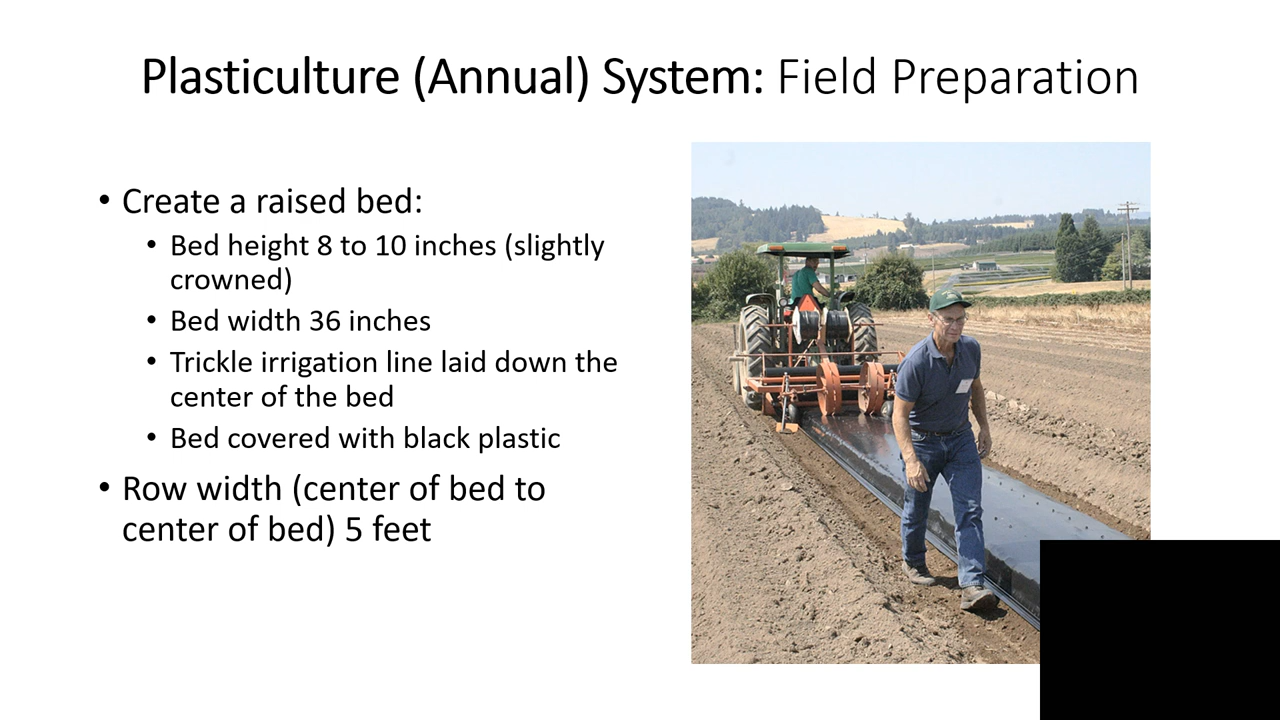 Plasticulture (Annual) System: Field Preparation
• Create a raised bed:
• Bed height 8 to 10 inches (slightly
crowned)
• Bed width 36 inches
• Trickle irrigation line laid down the
center of the bed
• Bed covered with black plastic
• Row width (center of bed to
center of bed) 5 feet